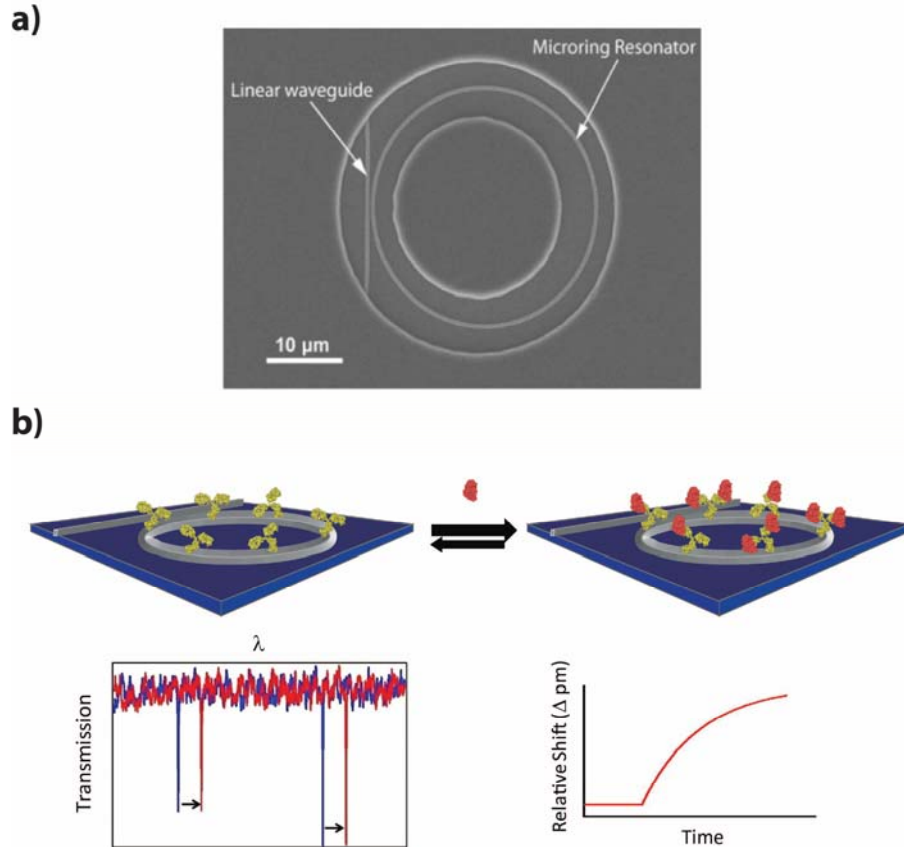 a)
Microring Resonator
Linear waveguide
10 µm
b)
λ
Transmission
Relative Shift (Δ pm)
Time